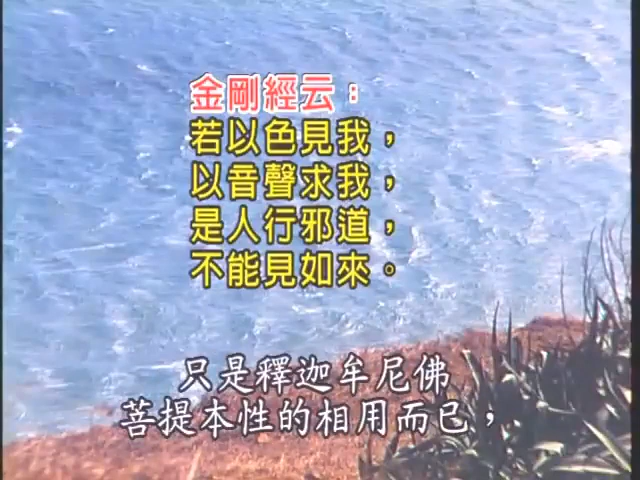 金剛經云：
若以色見我，
以音聲求我，
是人行邪道，
不能見如來。
只是釋迦牟尼佛
菩提本性的相用而已，